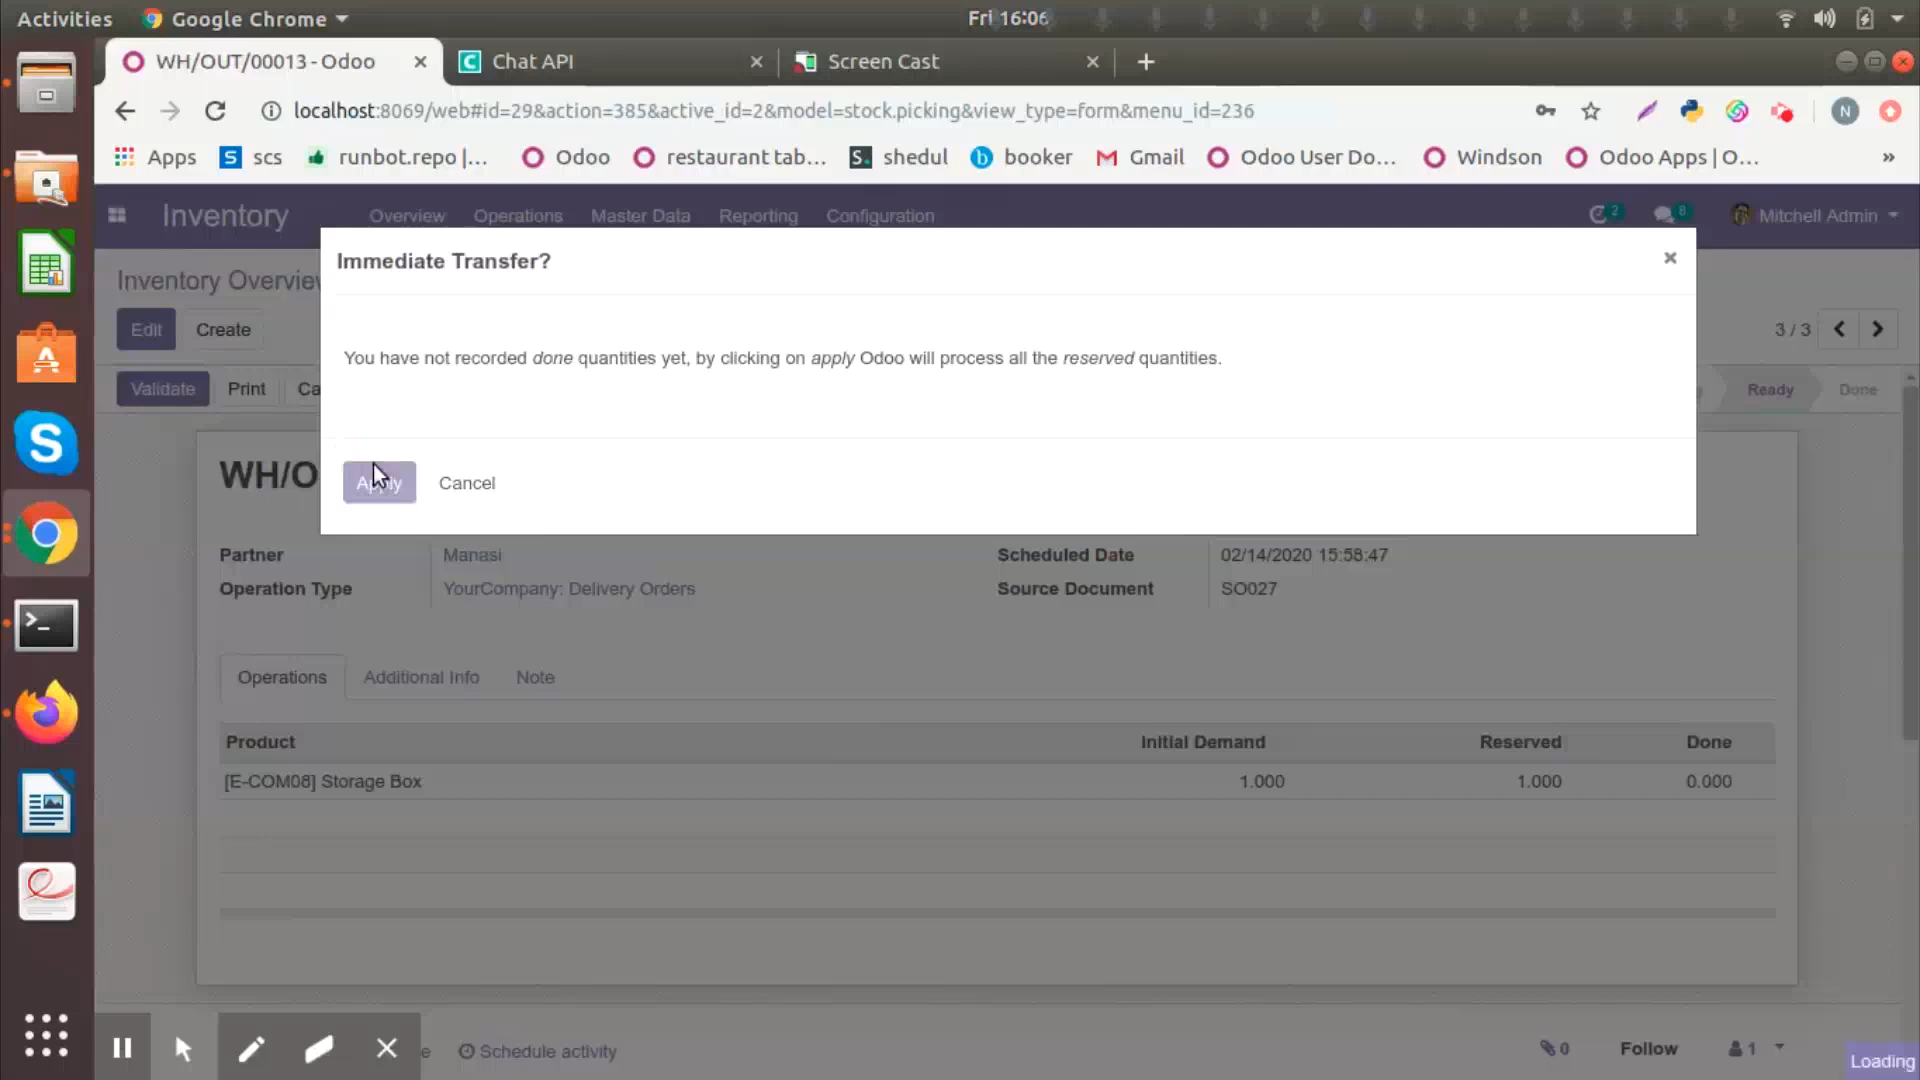 Activities Google Chrome Fri 16:06
WH/OUT/00013 - Odoo Chat API Screen Cast
localhost:8069/web#id=29&action=385&active_id=2&model=stock.picking&view_type=form&menu_id=236 N
Apps S scs runbot.repo |... Odoo restaurant tab... S. shedul b booker Gmail Odoo User Do... Windson Odoo Apps | O... »
Inventory Overview Operations Master Data Reporting Configuration 2 8 Mitchell Admin
Immediate Transfer?
Inventory Overvie
Edit Create 3 / 3
You have not recorded done quantities yet, by clicking on apply Odoo will process all the reserved quantities.
Validate Print Ca Ready Done
WH/O
Apply Cancel
Partner Manasi Scheduled Date 02/14/2020 15:58:47
Operation Type YourCompany: Delivery Orders Source Document SO027
Operations Additional Info Note
Product Initial Demand Reserved Done
[E-COM08] Storage Box 1.000 1.000 0.000
e Schedule activity 0 Follow 1
Loading